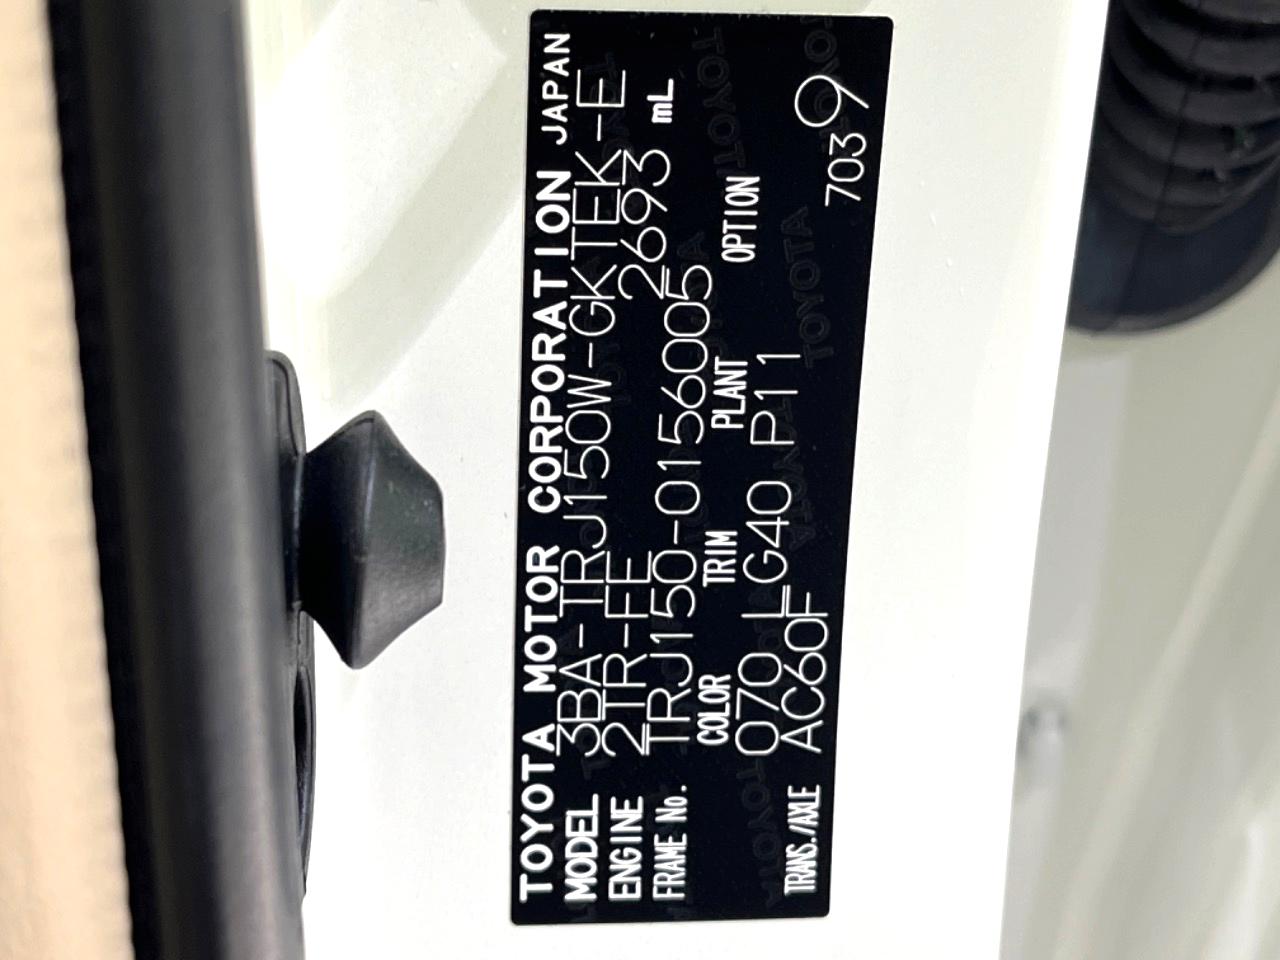 TOYOTA MOTOR CORPORATION JAPAN
MODEL 3BA-TRJ150W-GKTEK-E
ENGINE 2TR-FE 2693 mL
FRAME No. TRJ150-0156005
COLOR TRIM PLANT OPTION
070 LG40 P11
TRANS./AXLE AC60F
7039